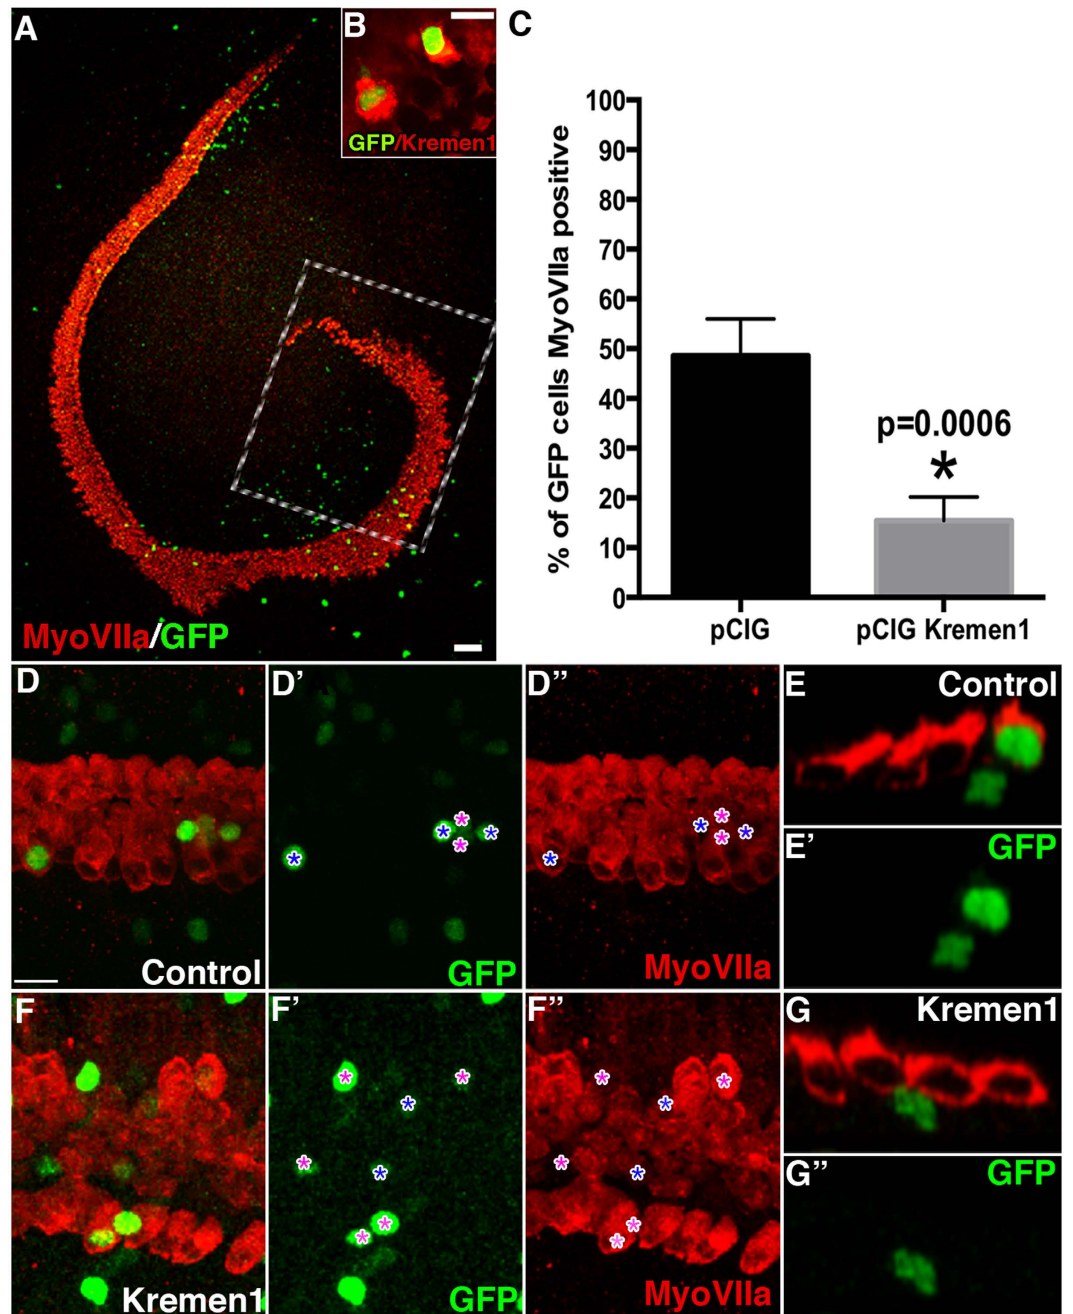 A
B
GFP/Kremen1
MyoVIIa/GFP
C
% of GFP cells MyoVIIa positive
100
90
80
70
60
50
40
30
20
10
0
p=0.0006
*
pCIG
pCIG Kremen1
D
Control
D'
GFP
D”
MyoVIIa
E
Control
E'
GFP
F
Kremen1
F'
GFP
F”
MyoVIIa
G
Kremen1
G”
GFP